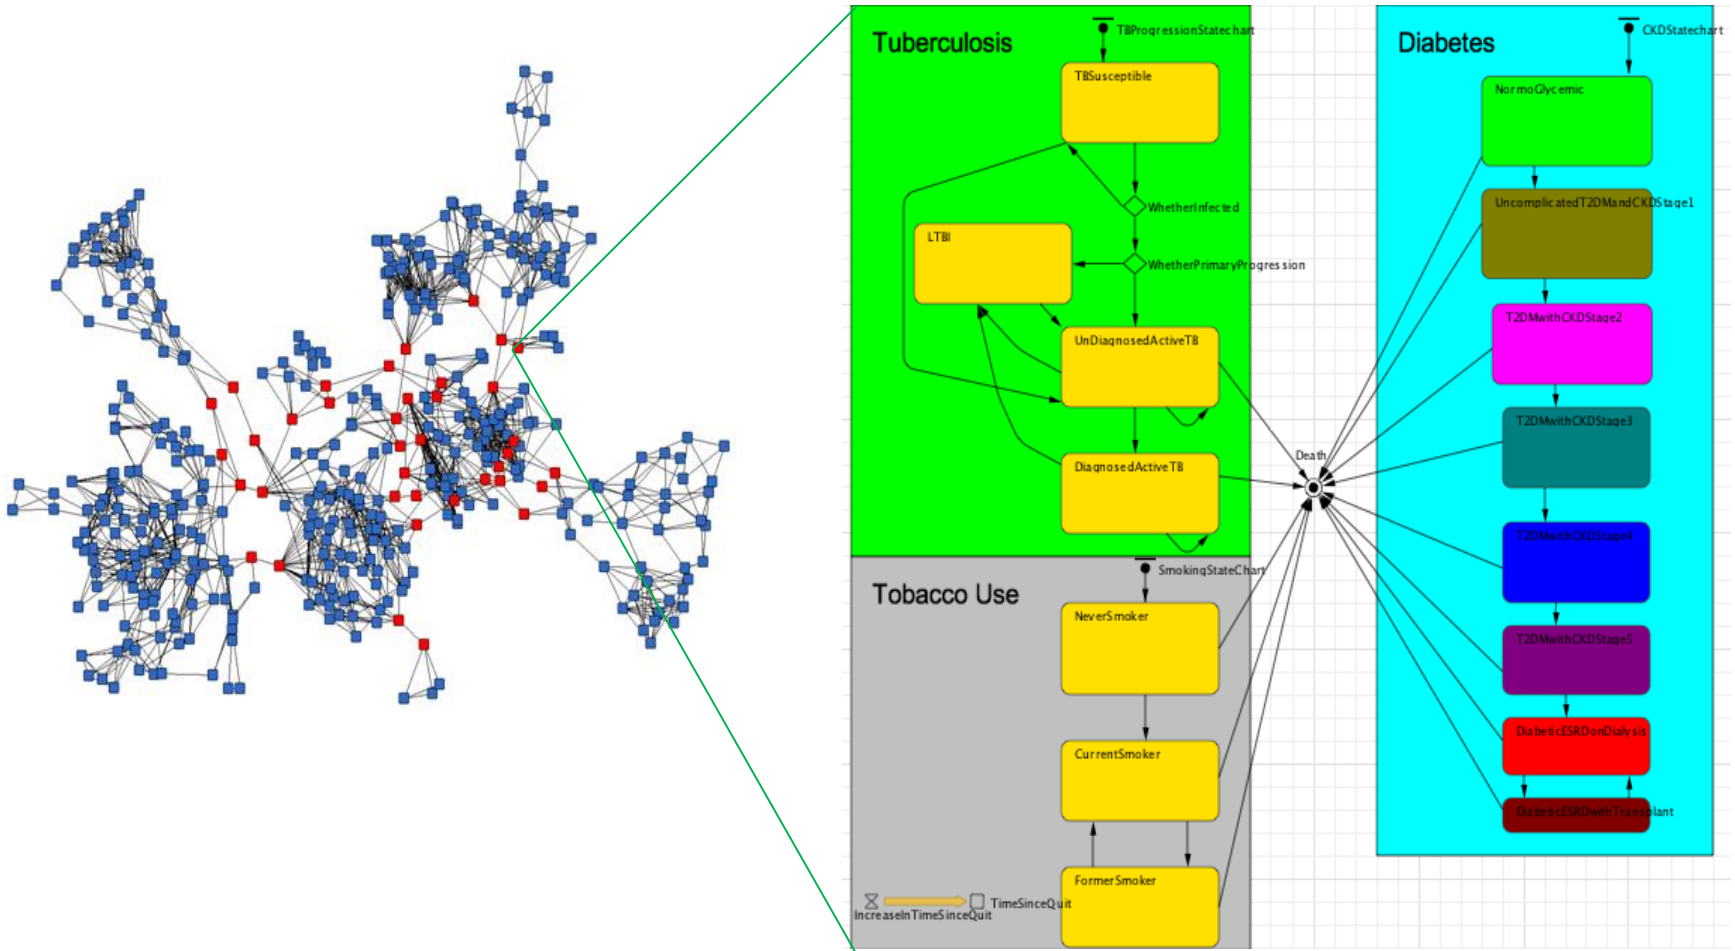 Tuberculosis
TBProgressionStatechart
TBSusceptible
WhetherInfected
LTBI
WhetherPrimaryProgression
UnDiagnosedActiveTB
DiagnosedActiveTB
Tobacco Use
SmokingStateChart
NeverSmoker
CurrentSmoker
FormerSmoker
TimeSinceQuit
IncreaseInTimeSinceQuit
Death
Diabetes
CKDStatechart
NormoGlycemic
UncomplicatedT2DMandCKDStage1
T2DMwithCKDStage2
T2DMwithCKDStage3
T2DMwithCKDStage4
T2DMwithCKDStage5
DiabeticESRDonDialysis
DiabeticESRDwithTransplant